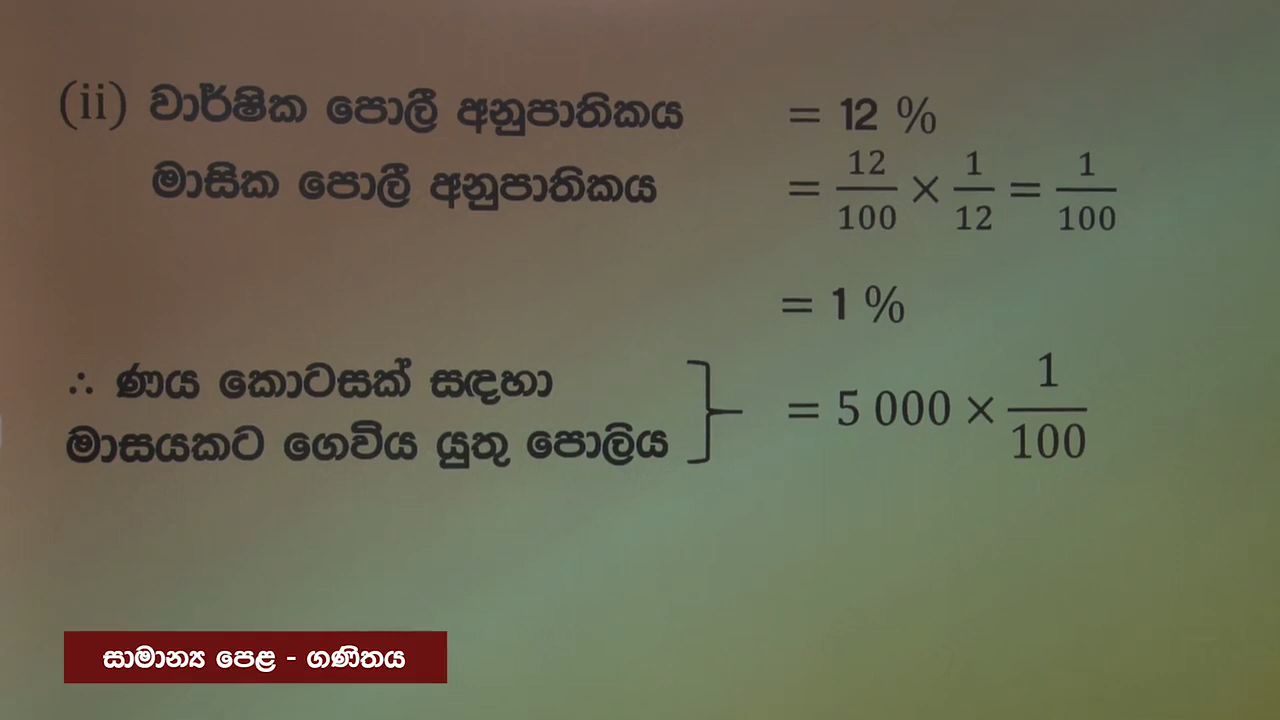 (ii) වාර්ෂික පොලී අනුපාතිකය = 12 %
මාසික පොලී අනුපාතිකය = 12/100 × 1/12 = 1/100
= 1 %
∴ ණය කොටසක් සඳහා
මාසයකට ගෙවිය යුතු පොලිය = 5 000 × 1/100
සාමාන්‍ය පෙළ - ගණිතය